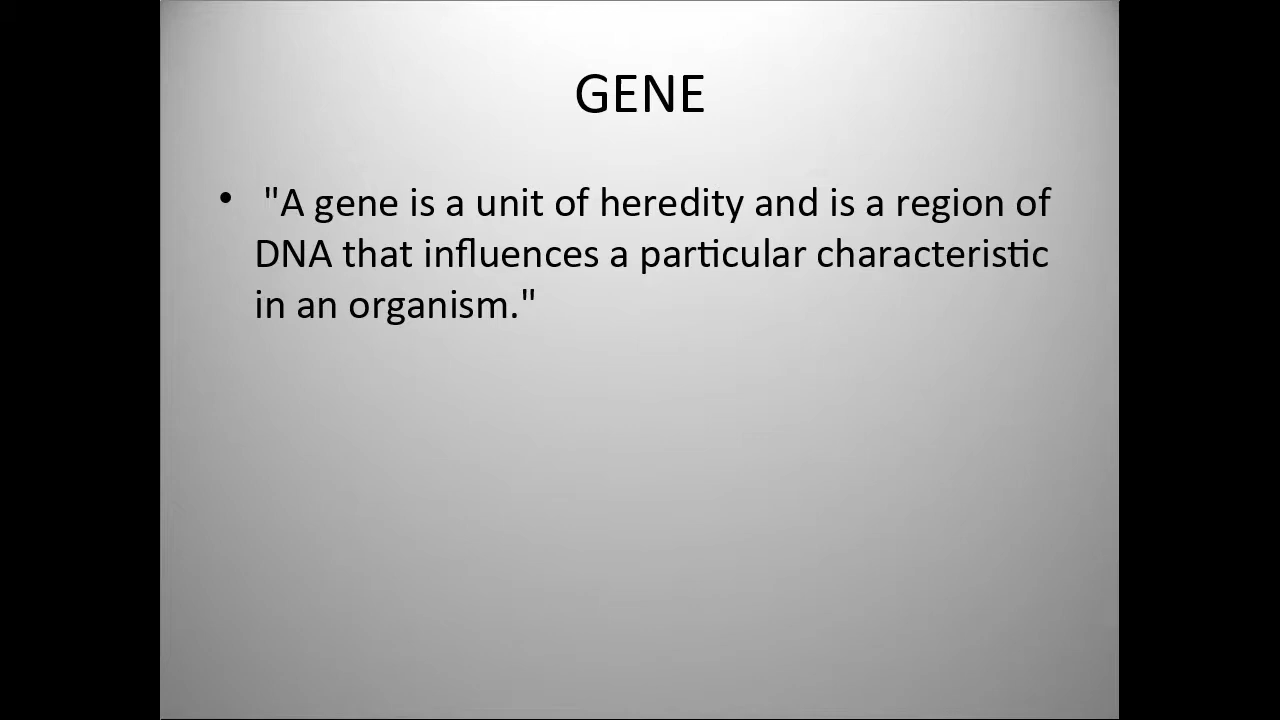 GENE
• "A gene is a unit of heredity and is a region of
DNA that influences a particular characteristic
in an organism."